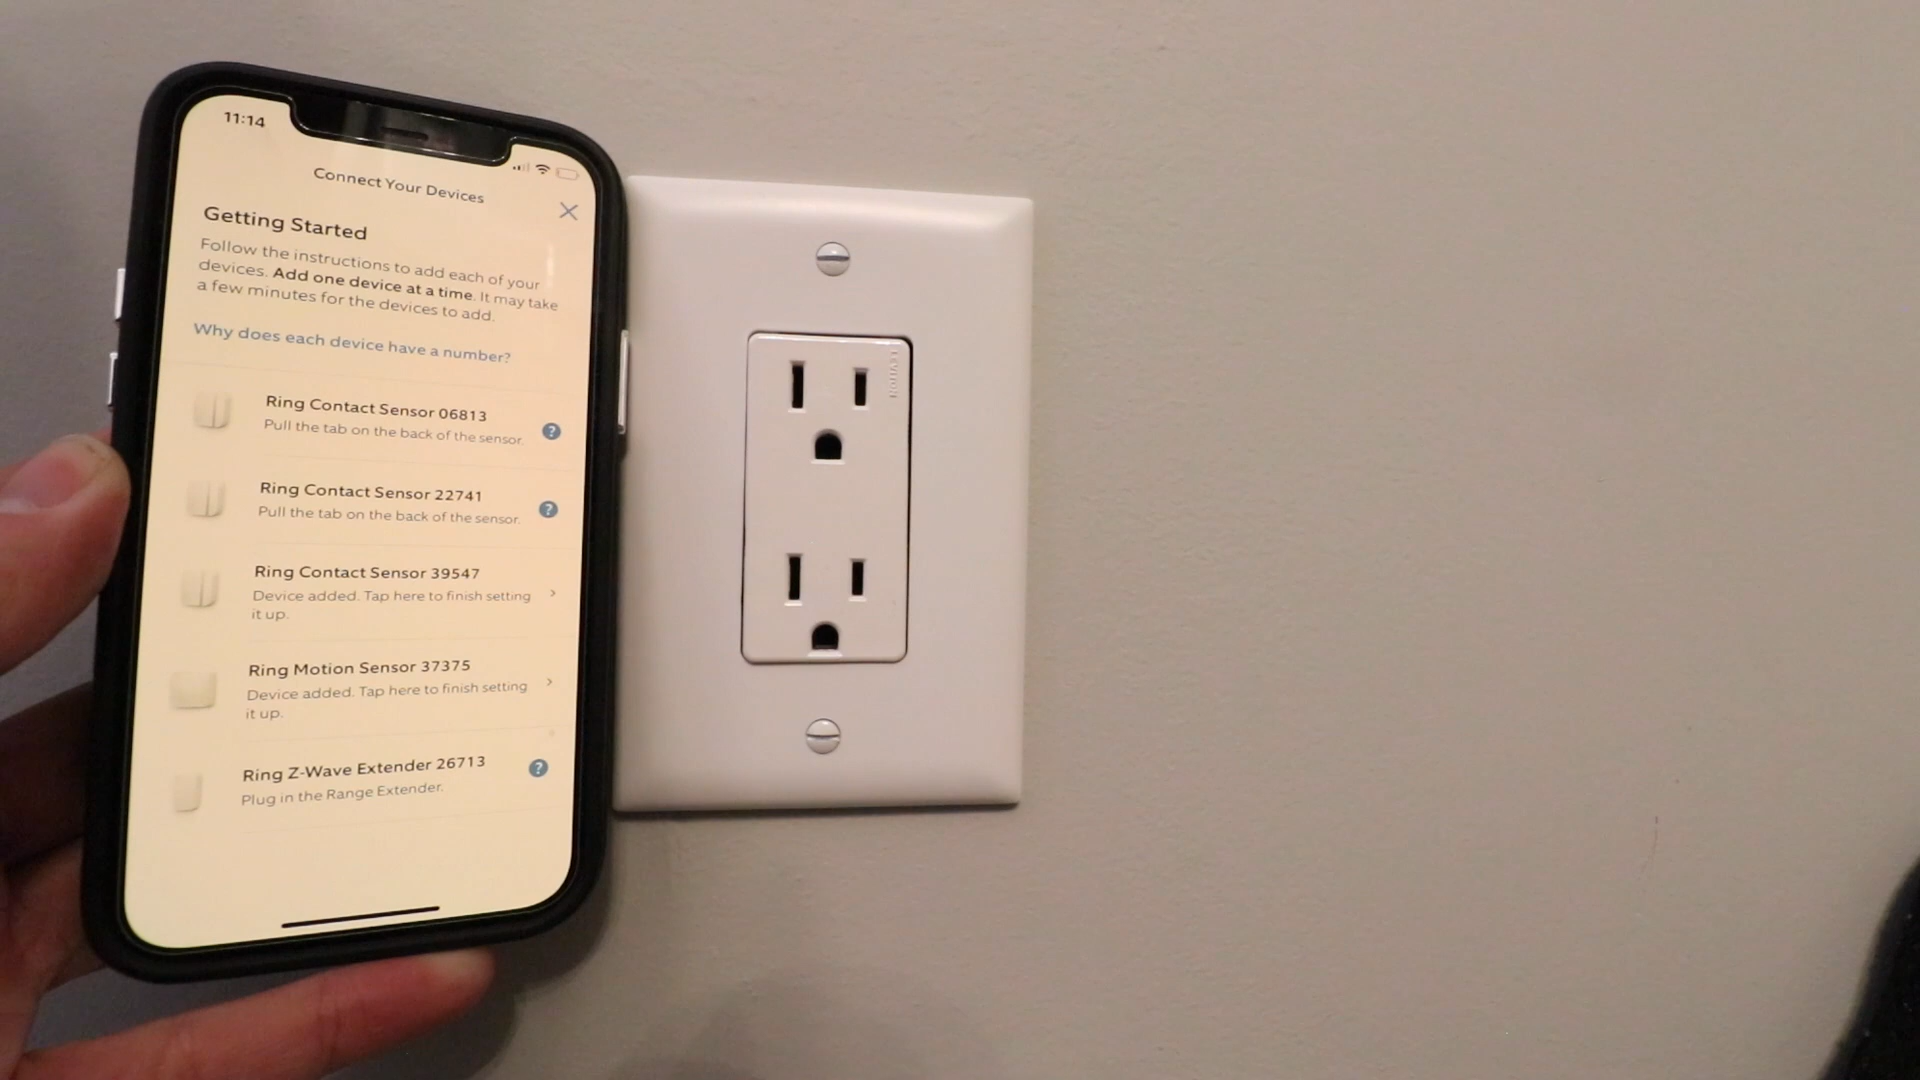 11:14
Connect Your Devices
Getting Started
Follow the instructions to add each of your
devices. Add one device at a time. It may take
a few minutes for the devices to add.
Why does each device have a number?
Ring Contact Sensor 06813
Pull the tab on the back of the sensor.
?
Ring Contact Sensor 22741
Pull the tab on the back of the sensor.
?
Ring Contact Sensor 39547
Device added. Tap here to finish setting
it up.
Ring Motion Sensor 37375
Device added. Tap here to finish setting
it up.
Ring Z-Wave Extender 26713
Plug in the Range Extender.
?
LEVITON